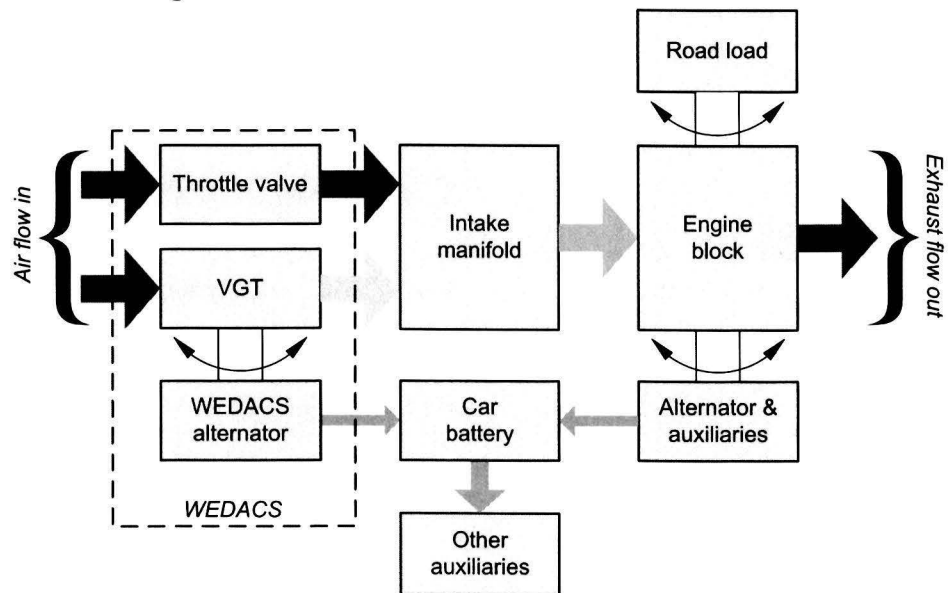 Road load
Air flow in
Throttle valve
VGT
WEDACS
alternator
WEDACS
Intake
manifold
Car
battery
Other
auxiliaries
Engine
block
Alternator &
auxiliaries
Exhaust flow out